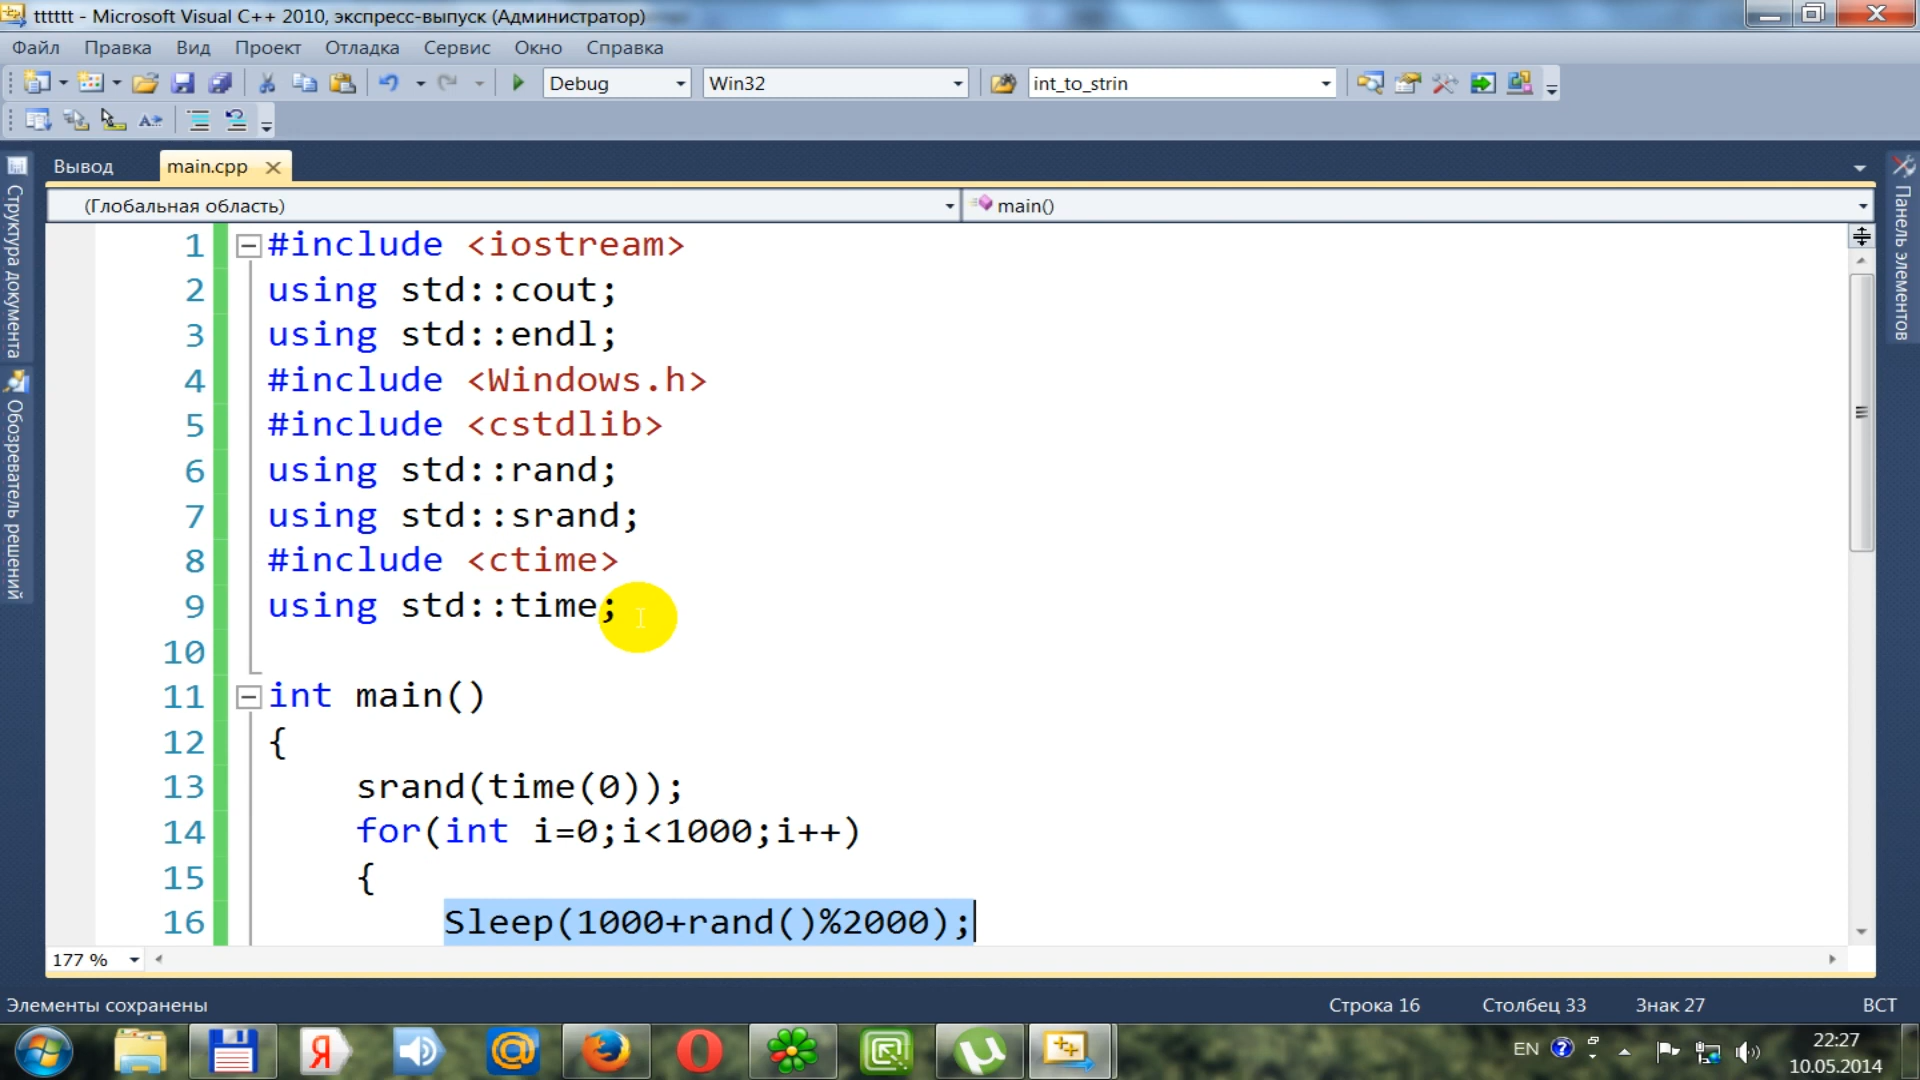 tttttt - Microsoft Visual C++ 2010, экспресс-выпуск (Администратор)
Файл Правка Вид Проект Отладка Сервис Окно Справка
Debug Win32 int_to_strin
Вывод main.cpp
(Глобальная область) main()
Структура документа
Обозреватель решений
Панель элементов
1 #include <iostream>
2 using std::cout;
3 using std::endl;
4 #include <Windows.h>
5 #include <cstdlib>
6 using std::rand;
7 using std::srand;
8 #include <ctime>
9 using std::time;
10
11 int main()
12 {
13 srand(time(0));
14 for(int i=0;i<1000;i++)
15 {
16 Sleep(1000+rand()%2000);
177 %
Элементы сохранены Строка 16 Столбец 33 Знак 27 ВСТ
EN 22:27
10.05.2014